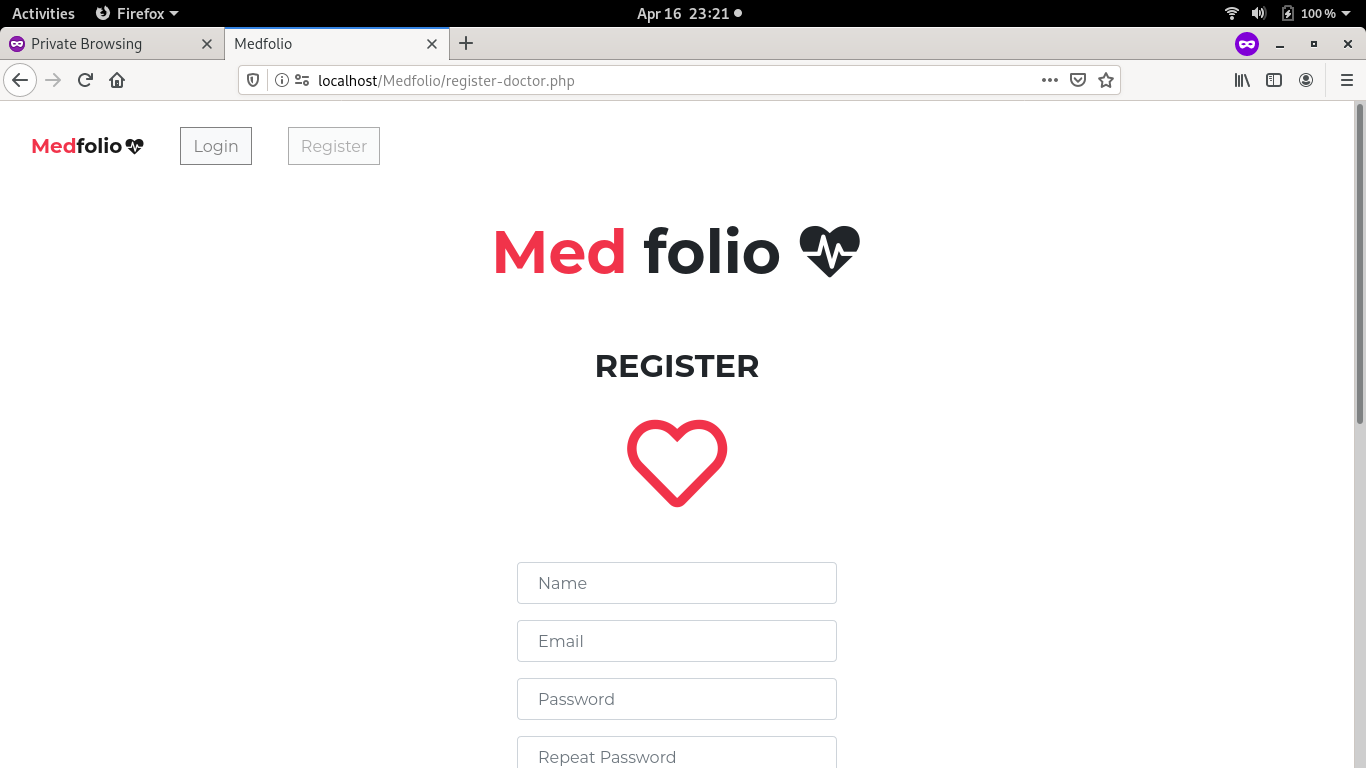 Activities Firefox Apr 16 23:21 100 %
Private Browsing Medfolio
localhost/Medfolio/register-doctor.php
Medfolio Login Register
Med folio
REGISTER
Name
Email
Password
Repeat Password